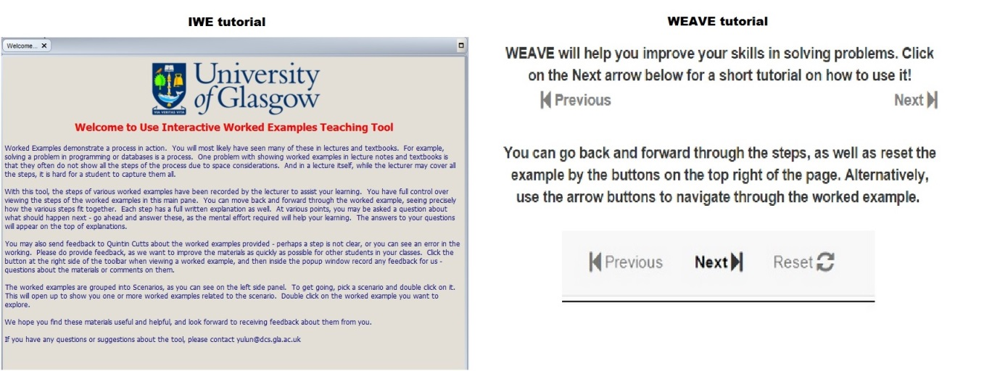 IWE tutorial
Welcome...
University
of Glasgow
VIA VERITAS VITA
Welcome to Use Interactive Worked Examples Teaching Tool
Worked Examples demonstrate a process in action. You will most likely have seen many of these in lectures and textbooks. For example,
solving a problem in programming or databases is a process. One problem with showing worked examples in lecture notes and textbooks is
that they often do not show all the steps of the process due to space considerations. And in a lecture itself, while the lecturer may cover all
the steps, it is hard for a student to capture them all.
With this tool, the steps of various worked examples have been recorded by the lecturer to assist your learning. You have full control over
viewing the steps of the worked examples in this main pane. You can move back and forward through the worked example, seeing precisely
how the various steps fit together. Each step has a full written explanation as well. At various points, you may be asked a question about
what should happen next - go ahead and answer these, as the mental effort required will help your learning. The answers to your questions
will appear on the top of explanations.
You may also send feedback to Quintin Cutts about the worked examples provided - perhaps a step is not clear, or you can see an error in the
working. Please do provide feedback, as we want to improve the materials as quickly as possible for other students in your classes. Click the
button at the right side of the toolbar when viewing a worked example, and then inside the popup window record any feedback for us -
questions about the materials or comments on them.
The worked examples are grouped into Scenarios, as you can see on the left side panel. To get going, pick a scenario and double click on it.
This will open up to show you one or more worked examples related to the scenario. Double click on the worked example you want to
explore.
We hope you find these materials useful and helpful, and look forward to receiving feedback about them from you.
If you have any questions or suggestions about the tool, please contact yulun@dcs.gla.ac.uk
WEAVE tutorial
WEAVE will help you improve your skills in solving problems. Click
on the Next arrow below for a short tutorial on how to use it!
Previous Next
You can go back and forward through the steps, as well as reset the
example by the buttons on the top right of the page. Alternatively,
use the arrow buttons to navigate through the worked example.
Previous Next Reset